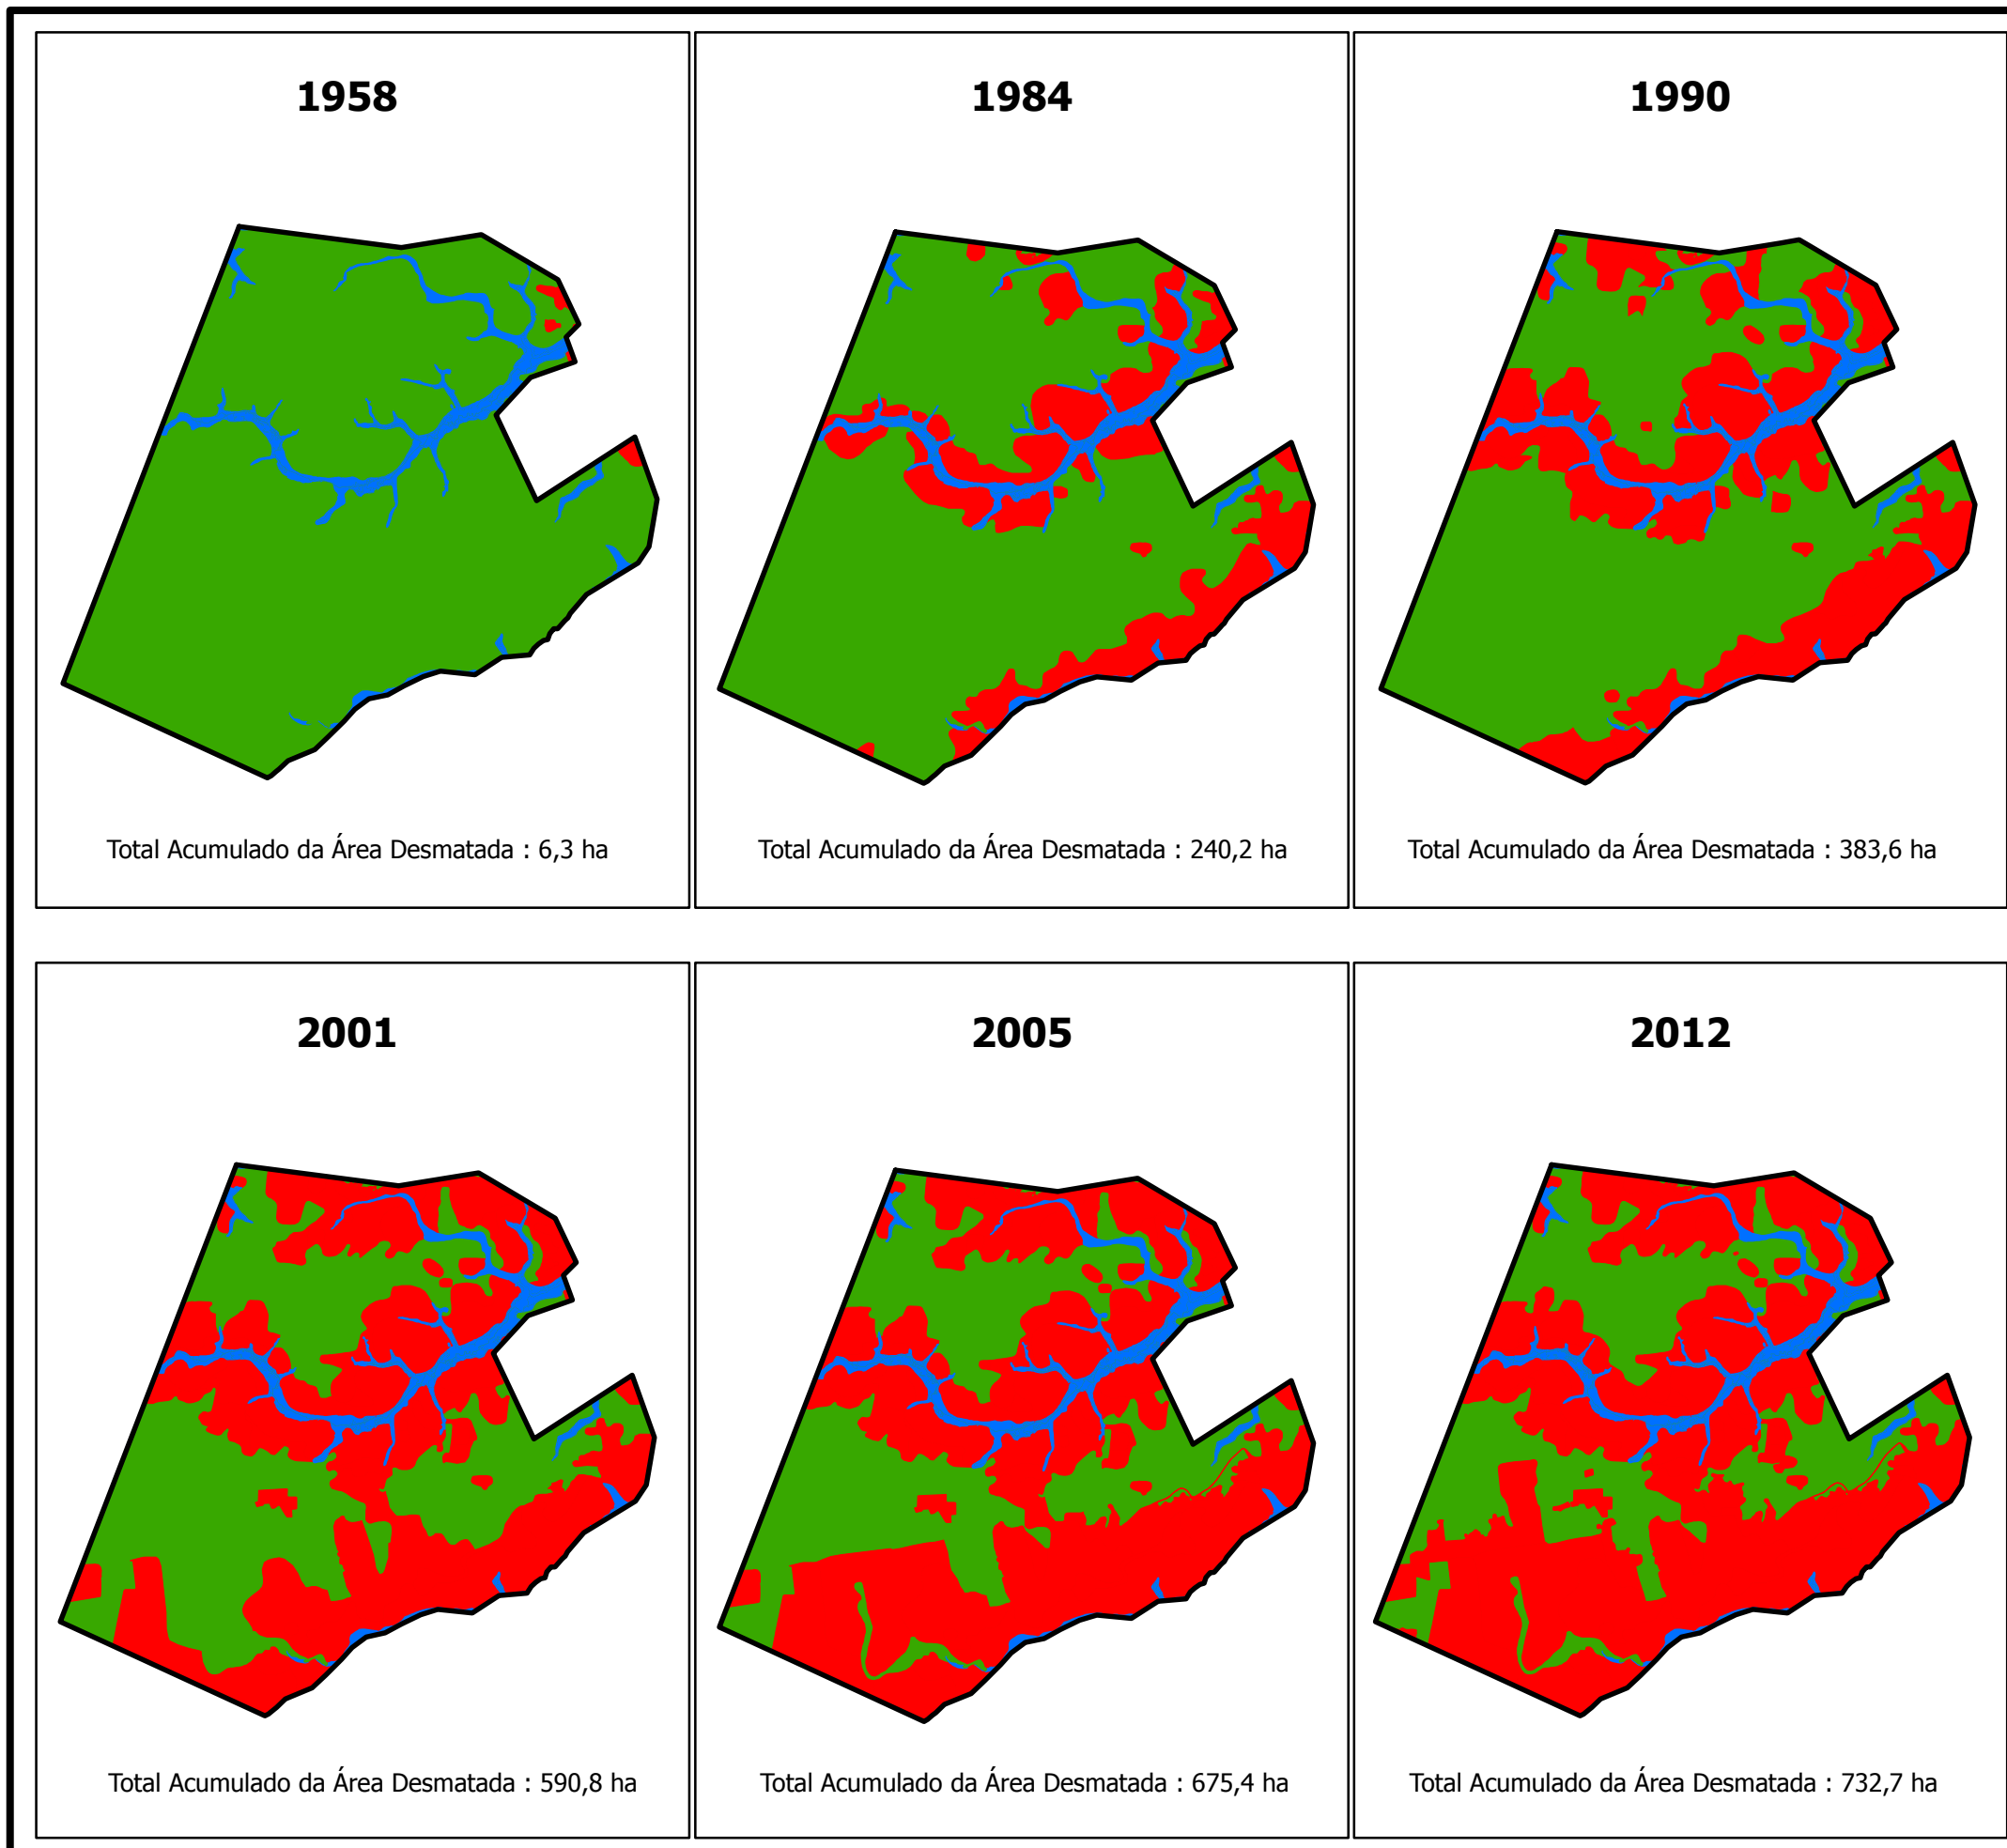 1958
1984
1990
Total Acumulado da Área Desmatada : 6,3 ha
Total Acumulado da Área Desmatada : 240,2 ha
Total Acumulado da Área Desmatada : 383,6 ha
2001
2005
2012
Total Acumulado da Área Desmatada : 590,8 ha
Total Acumulado da Área Desmatada : 675,4 ha
Total Acumulado da Área Desmatada : 732,7 ha